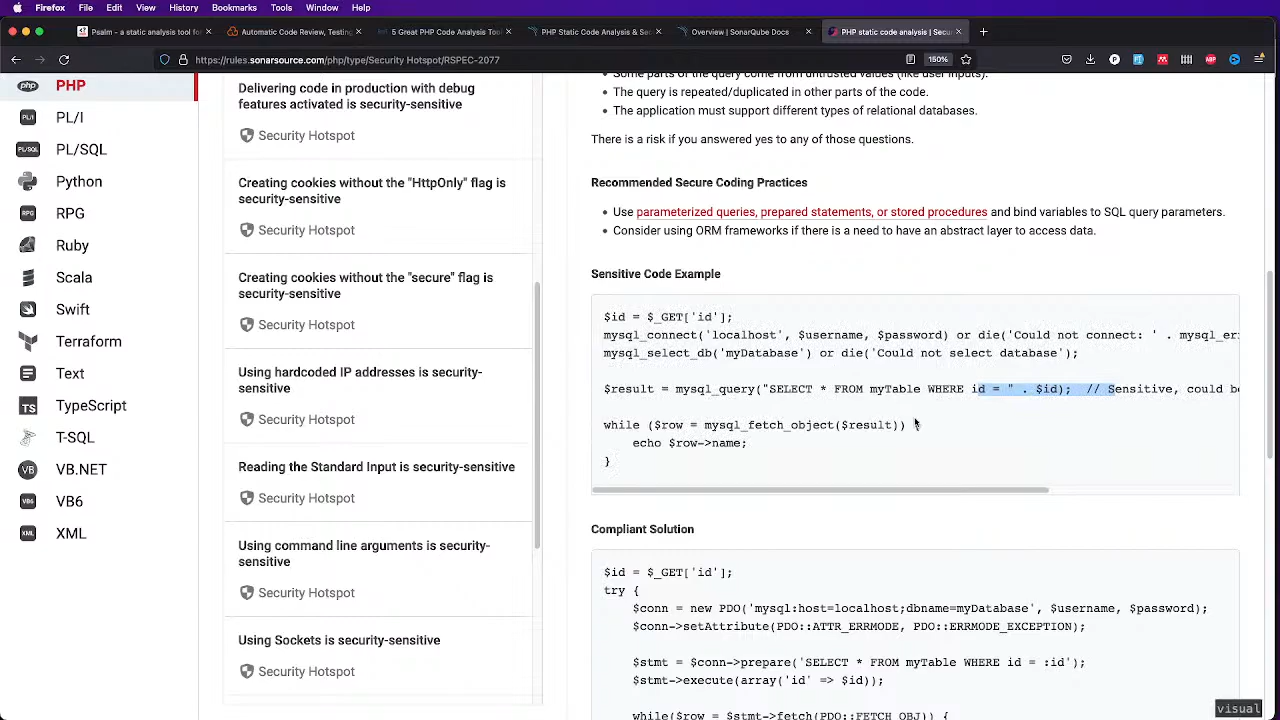 Firefox File Edit View History Bookmarks Tools Window Help
Psalm - a static analysis tool fo
Automatic Code Review, Testing
5 Great PHP Code Analysis Tool
PHP Static Code Analysis & Sec
Overview | SonarQube Docs
PHP static code analysis | Secu
https://rules.sonarsource.com/php/type/Security Hotspot/RSPEC-2077
150%
PHP
PL/I
PL/SQL
Python
RPG
Ruby
Scala
Swift
Terraform
Text
TypeScript
T-SQL
VB.NET
VB6
XML
Delivering code in production with debug
features activated is security-sensitive
Security Hotspot
Creating cookies without the "HttpOnly" flag is
security-sensitive
Security Hotspot
Creating cookies without the "secure" flag is
security-sensitive
Security Hotspot
Using hardcoded IP addresses is security-
sensitive
Security Hotspot
Reading the Standard Input is security-sensitive
Security Hotspot
Using command line arguments is security-
sensitive
Security Hotspot
Using Sockets is security-sensitive
Security Hotspot
Some parts of the query come from untrusted values (like user inputs).
• The query is repeated/duplicated in other parts of the code.
• The application must support different types of relational databases.
There is a risk if you answered yes to any of those questions.
Recommended Secure Coding Practices
• Use parameterized queries, prepared statements, or stored procedures and bind variables to SQL query parameters.
• Consider using ORM frameworks if there is a need to have an abstract layer to access data.
Sensitive Code Example
$id = $_GET['id'];
mysql_connect('localhost', $username, $password) or die('Could not connect: ' . mysql_er
mysql_select_db('myDatabase') or die('Could not select database');
$result = mysql_query("SELECT * FROM myTable WHERE id = " . $id);  // Sensitive, could be
while ($row = mysql_fetch_object($result))
echo $row->name;
}
Compliant Solution
$id = $_GET['id'];
try {
$conn = new PDO('mysql:host=localhost;dbname=myDatabase', $username, $password);
$conn->setAttribute(PDO::ATTR_ERRMODE, PDO::ERRMODE_EXCEPTION);
$stmt = $conn->prepare('SELECT * FROM myTable WHERE id = :id');
$stmt->execute(array('id' => $id));
while($row = $stmt->fetch(PDO::FETCH_OBJ)) {
visual